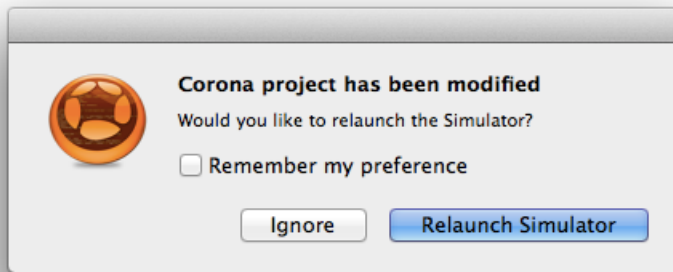 Corona project has been modified
Would you like to relaunch the Simulator?
Remember my preference
Ignore
Relaunch Simulator